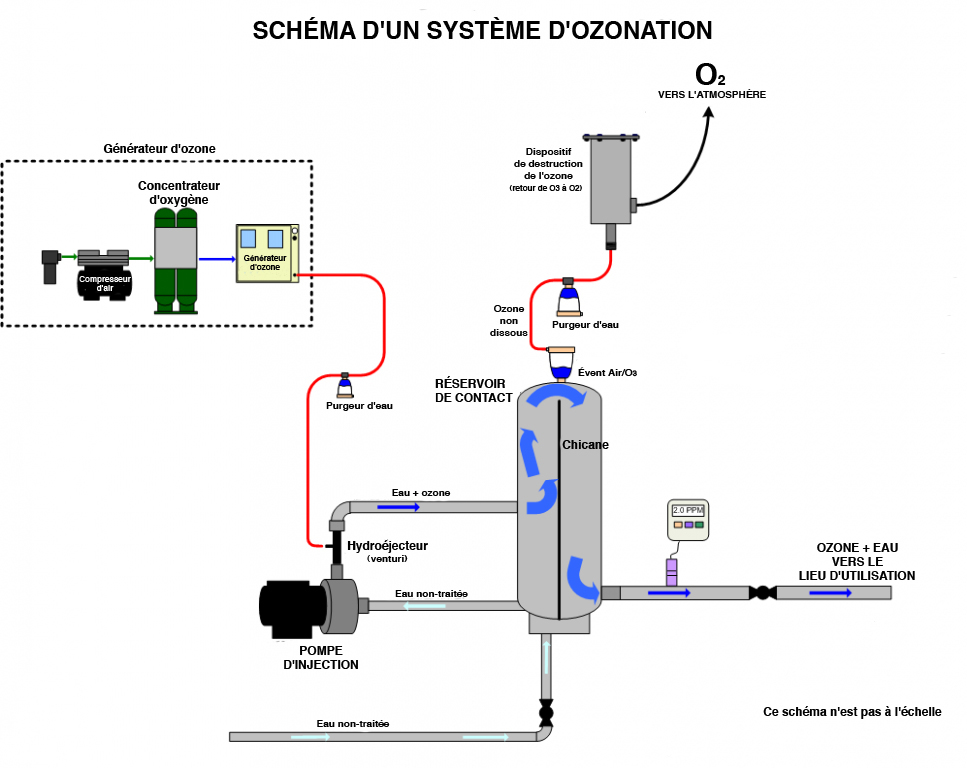 SCHÉMA D'UN SYSTÈME D'OZONATION
O2
VERS L'ATMOSPHÈRE
Générateur d'ozone
Dispositif
de destruction
de l'ozone
(retour de O3 à O2)
Concentrateur
d'oxygène
Compresseur
d'air
Générateur
d'ozone
Ozone
non
dissous
Purgeur d'eau
Évent Air/O3
RÉSERVOIR
DE CONTACT
Purgeur d'eau
Chicane
Eau + ozone
2.0 PPM
Hydroéjecteur
(venturi)
OZONE + EAU
VERS LE
LIEU D'UTILISATION
Eau non-traitée
POMPE
D'INJECTION
Eau non-traitée
Ce schéma n'est pas à l'échelle